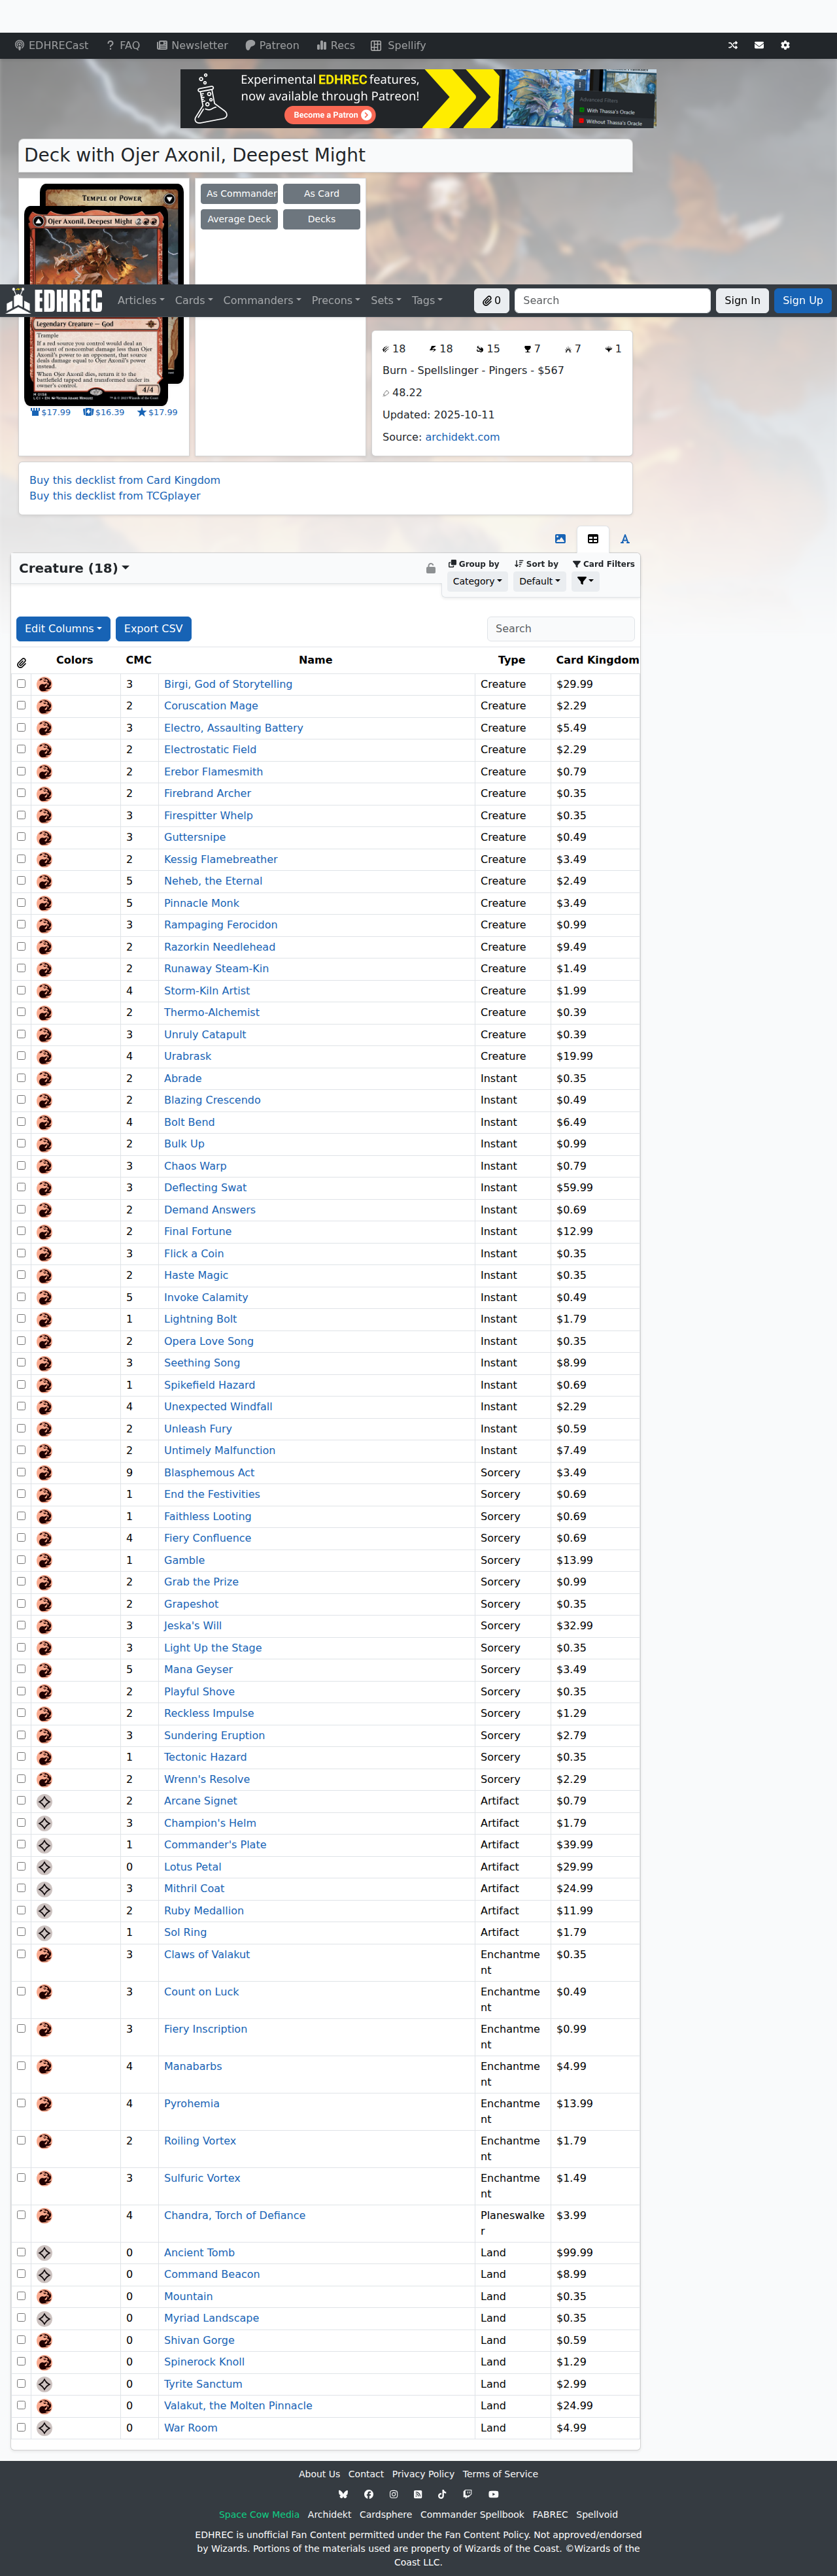 EDHRECast FAQ Newsletter Patreon Recs Spellify
Experimental EDHREC features,
now available through Patreon!
Become a Patron
Advanced Filters
With Thassa's Oracle
Without Thassa's Oracle
Deck with Ojer Axonil, Deepest Might
As Commander As Card
Average Deck Decks
Temple of Power
Ojer Axonil, Deepest Might
EDHREC Articles Cards Commanders Precons Sets Tags 0 Search Sign In Sign Up
Legendary Creature — God
Trample
If a red source you control would deal an
amount of noncombat damage less than Ojer
Axonil's power to an opponent, that source
deals damage equal to Ojer Axonil's power
instead.
When Ojer Axonil dies, return it to the
battlefield tapped and transformed under its
owner's control.
4/4
$17.99 $16.39 $17.99
18 18 15 7 7 1
Burn - Spellslinger - Pingers - $567
48.22
Updated: 2025-10-11
Source: archidekt.com
Buy this decklist from Card Kingdom
Buy this decklist from TCGplayer
Creature (18)
Group by Sort by Card Filters
Category Default
Edit Columns Export CSV Search
Colors CMC Name Type Card Kingdom
3 Birgi, God of Storytelling Creature $29.99
2 Coruscation Mage Creature $2.29
3 Electro, Assaulting Battery Creature $5.49
2 Electrostatic Field Creature $2.29
2 Erebor Flamesmith Creature $0.79
2 Firebrand Archer Creature $0.35
3 Firespitter Whelp Creature $0.35
3 Guttersnipe Creature $0.49
2 Kessig Flamebreather Creature $3.49
5 Neheb, the Eternal Creature $2.49
5 Pinnacle Monk Creature $3.49
3 Rampaging Ferocidon Creature $0.99
2 Razorkin Needlehead Creature $9.49
2 Runaway Steam-Kin Creature $1.49
4 Storm-Kiln Artist Creature $1.99
2 Thermo-Alchemist Creature $0.39
3 Unruly Catapult Creature $0.39
4 Urabrask Creature $19.99
2 Abrade Instant $0.35
2 Blazing Crescendo Instant $0.49
4 Bolt Bend Instant $6.49
2 Bulk Up Instant $0.99
3 Chaos Warp Instant $0.79
3 Deflecting Swat Instant $59.99
2 Demand Answers Instant $0.69
2 Final Fortune Instant $12.99
3 Flick a Coin Instant $0.35
2 Haste Magic Instant $0.35
5 Invoke Calamity Instant $0.49
1 Lightning Bolt Instant $1.79
2 Opera Love Song Instant $0.35
3 Seething Song Instant $8.99
1 Spikefield Hazard Instant $0.69
4 Unexpected Windfall Instant $2.29
2 Unleash Fury Instant $0.59
2 Untimely Malfunction Instant $7.49
9 Blasphemous Act Sorcery $3.49
1 End the Festivities Sorcery $0.69
1 Faithless Looting Sorcery $0.69
4 Fiery Confluence Sorcery $0.69
1 Gamble Sorcery $13.99
2 Grab the Prize Sorcery $0.99
2 Grapeshot Sorcery $0.35
3 Jeska's Will Sorcery $32.99
3 Light Up the Stage Sorcery $0.35
5 Mana Geyser Sorcery $3.49
2 Playful Shove Sorcery $0.35
2 Reckless Impulse Sorcery $1.29
3 Sundering Eruption Sorcery $2.79
1 Tectonic Hazard Sorcery $0.35
2 Wrenn's Resolve Sorcery $2.29
2 Arcane Signet Artifact $0.79
3 Champion's Helm Artifact $1.79
1 Commander's Plate Artifact $39.99
0 Lotus Petal Artifact $29.99
3 Mithril Coat Artifact $24.99
2 Ruby Medallion Artifact $11.99
1 Sol Ring Artifact $1.79
3 Claws of Valakut Enchantme $0.35
nt
3 Count on Luck Enchantme $0.49
nt
3 Fiery Inscription Enchantme $0.99
nt
4 Manabarbs Enchantme $4.99
nt
4 Pyrohemia Enchantme $13.99
nt
2 Roiling Vortex Enchantme $1.79
nt
3 Sulfuric Vortex Enchantme $1.49
nt
4 Chandra, Torch of Defiance Planeswalke $3.99
r
0 Ancient Tomb Land $99.99
0 Command Beacon Land $8.99
0 Mountain Land $0.35
0 Myriad Landscape Land $0.35
0 Shivan Gorge Land $0.59
0 Spinerock Knoll Land $1.29
0 Tyrite Sanctum Land $2.99
0 Valakut, the Molten Pinnacle Land $24.99
0 War Room Land $4.99
About Us Contact Privacy Policy Terms of Service
Space Cow Media Archidekt Cardsphere Commander Spellbook FABREC Spellvoid
EDHREC is unofficial Fan Content permitted under the Fan Content Policy. Not approved/endorsed
by Wizards. Portions of the materials used are property of Wizards of the Coast. ©Wizards of the
Coast LLC.